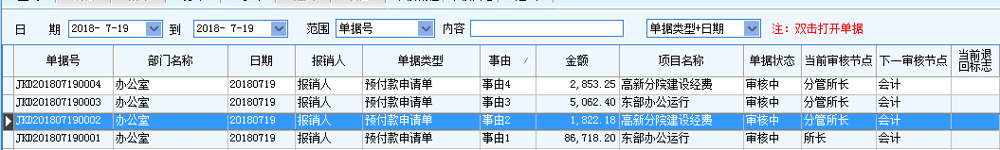 日 期 2018- 7-19 到 2018- 7-19 范围 单据号 内容 单据类型+日期 注：双击打开单据
单据号 部门名称 日期 报销人 单据类型 事由 / 金额 项目名称 单据状态 当前审核节点 下一审核节点 当前退回标志
JKD201807190004 办公室 20180719 报销人 预付款申请单 事由4 2,853.25 高新分院建设经费 审核中 分管所长 会计
JKD201807190003 办公室 20180719 报销人 预付款申请单 事由3 5,062.40 东部办公运行 审核中 分管所长 会计
JKD201807190002 办公室 20180719 报销人 预付款申请单 事由2 1,822.18 高新分院建设经费 审核中 分管所长 会计
JKD201807190001 办公室 20180719 报销人 预付款申请单 事由1 86,718.20 东部办公运行 审核中 所长 会计